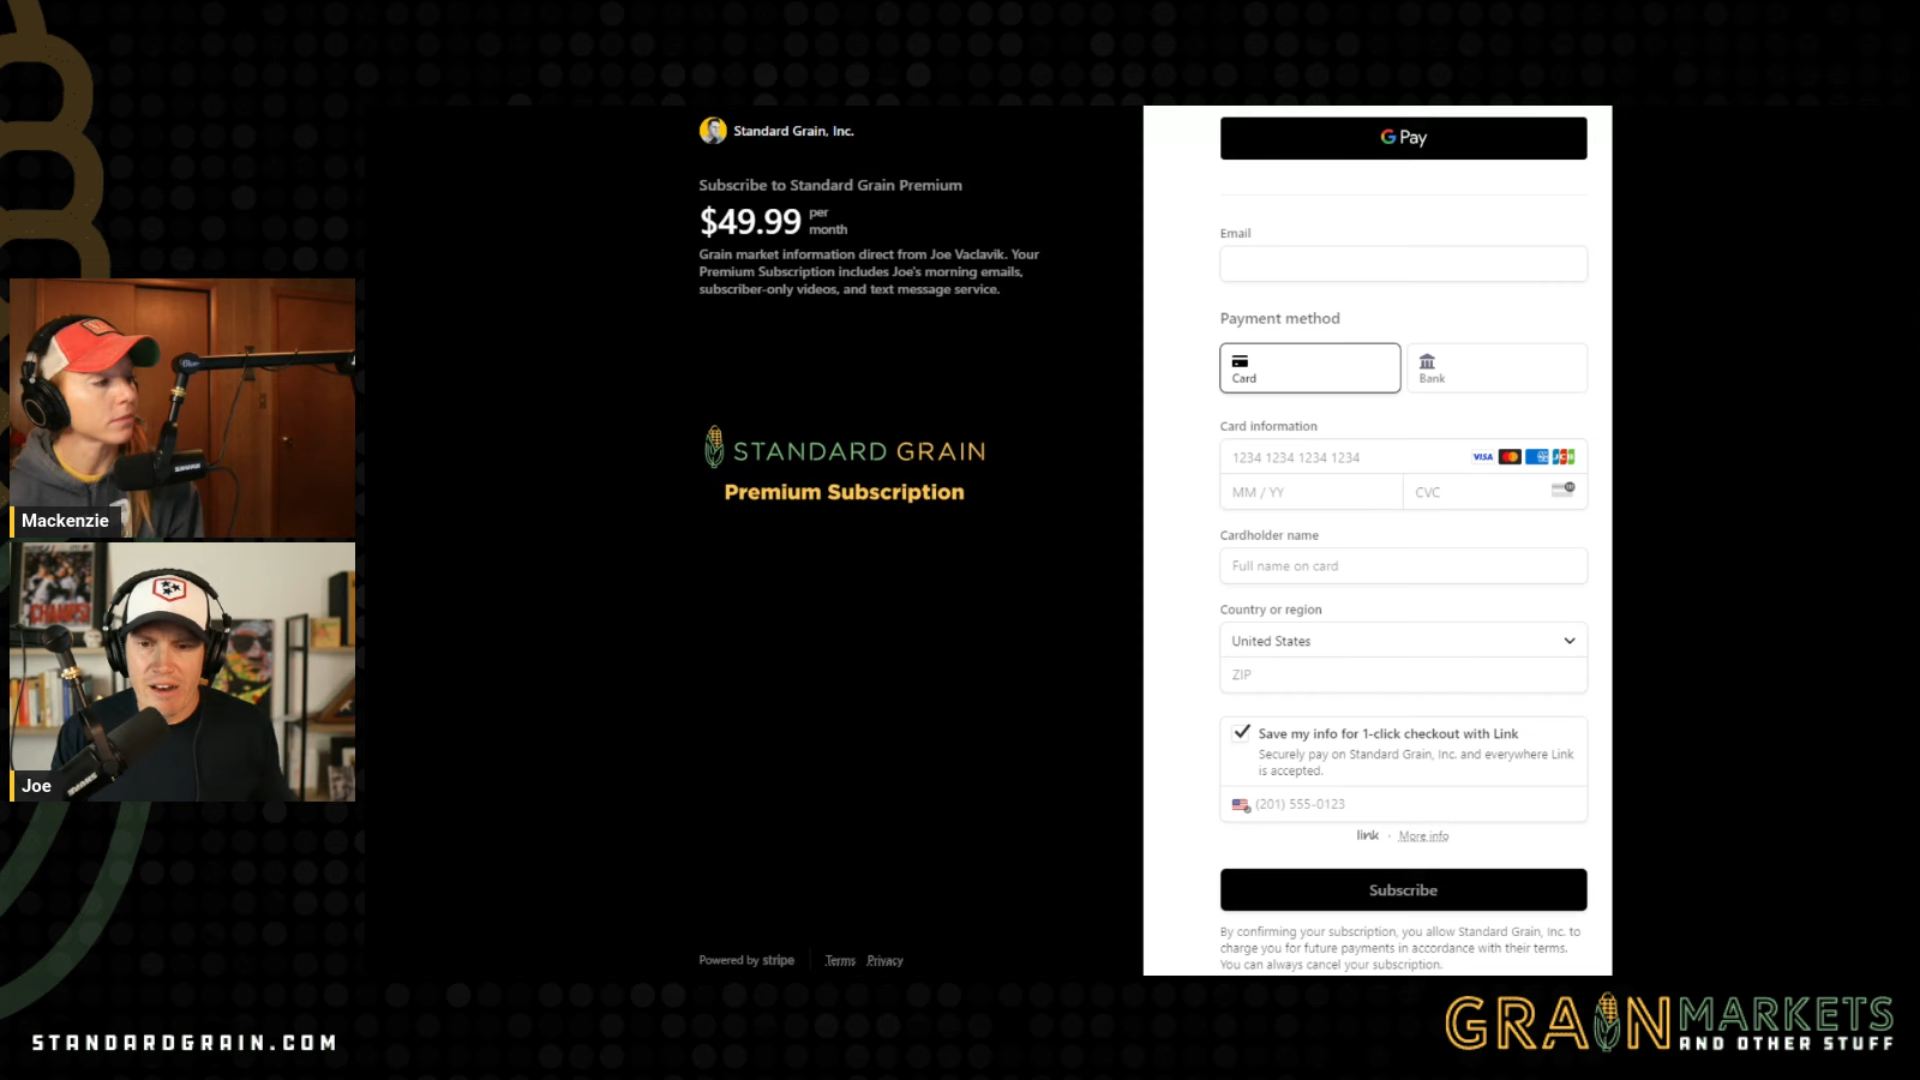 Standard Grain, Inc.
Subscribe to Standard Grain Premium
$49.99 per month
Grain market information direct from Joe Vaclavik. Your
Premium Subscription includes Joe's morning emails,
subscriber-only videos, and text message service.
STANDARD GRAIN
Premium Subscription
Powered by stripe
Terms Privacy
G Pay
Email
Payment method
Card
Bank
Card information
1234 1234 1234 1234
VISA
MM / YY
CVC
Cardholder name
Full name on card
Country or region
United States
ZIP
Save my info for 1-click checkout with Link
Securely pay on Standard Grain, Inc. and everywhere Link
is accepted.
(201) 555-0123
link · More info
Subscribe
By confirming your subscription, you allow Standard Grain, Inc. to
charge you for future payments in accordance with their terms.
You can always cancel your subscription.
Mackenzie
SHURE
CHAMPS!
Joe
SHURE
STANDARDGRAIN.COM
GRAIN MARKETS
AND OTHER STUFF